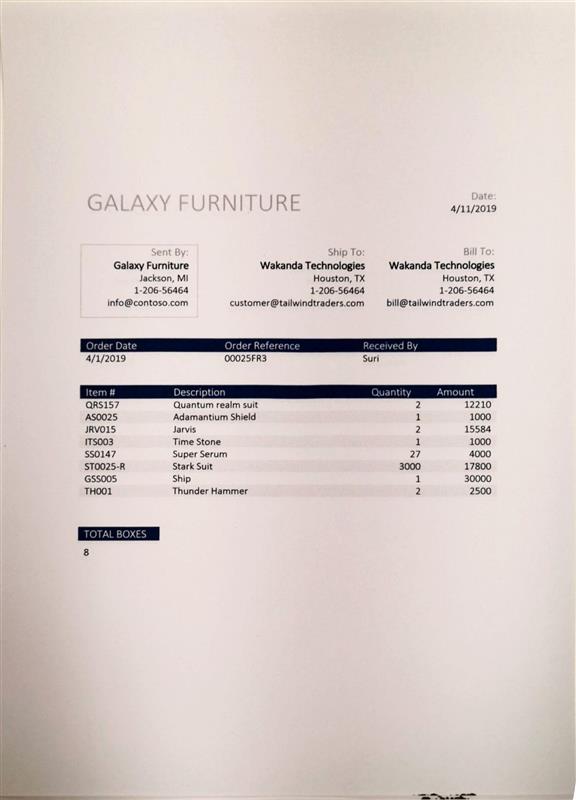 GALAXY FURNITURE
Date:
4/11/2019
Sent By:
Galaxy Furniture
Jackson, MI
1-206-56464
info@contoso.com
Ship To:
Wakanda Technologies
Houston, TX
1-206-56464
customer@tailwindtraders.com
Bill To:
Wakanda Technologies
Houston, TX
1-206-56464
bill@tailwindtraders.com
Order Date Order Reference Received By
4/1/2019 00025FR3 Suri
Item # Description Quantity Amount
QRS157 Quantum realm suit 2 12210
AS0025 Adamantium Shield 1 1000
JRV015 Jarvis 2 15584
ITS003 Time Stone 1 1000
SS0147 Super Serum 27 4000
ST0025-R Stark Suit 3000 17800
GSS005 Ship 1 30000
TH001 Thunder Hammer 2 2500
TOTAL BOXES
8